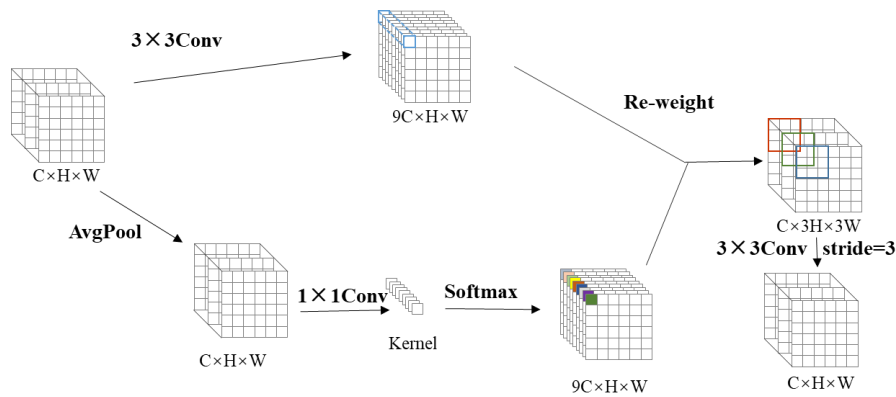 3×3Conv
9C×H×W
Re-weight
C×H×W
C×3H×3W
AvgPool
3×3Conv stride=3
1×1Conv
Softmax
Kernel
C×H×W
9C×H×W
C×H×W